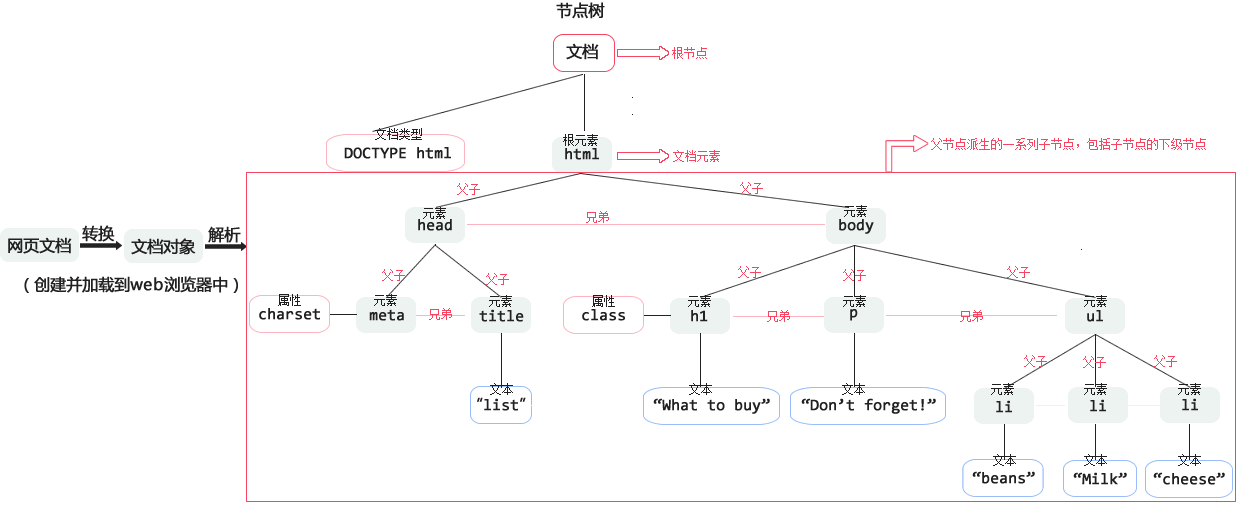 节点树
文档
根节点
文档类型
DOCTYPE html
根元素
html
文档元素
父节点派生的一系列子节点，包括子节点的下级节点
父子
父子
元素
head
兄弟
元素
body
网页文档
转换
文档对象
解析
（创建并加载到web浏览器中）
父子
父子
父子
父子
父子
属性
charset
元素
meta
兄弟
元素
title
属性
class
元素
h1
兄弟
元素
p
兄弟
元素
ul
父子
父子
父子
文本
"list"
文本
“What to buy”
文本
“Don’t forget!”
元素
li
元素
li
元素
li
文本
“beans”
文本
“Milk”
文本
“cheese”